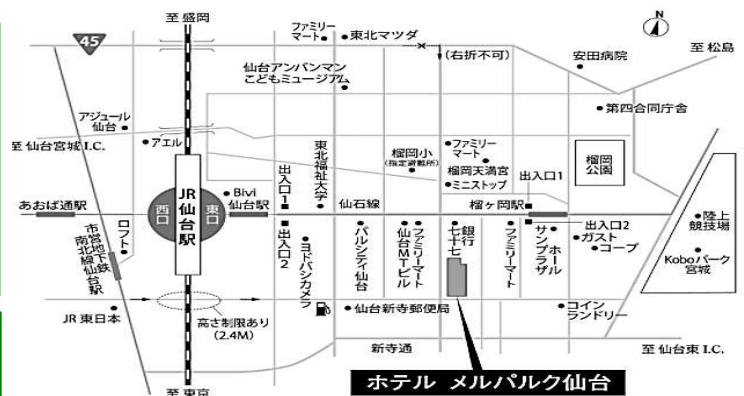 至 盛岡
N
45
ファミリー
マート
東北マツダ
(右折不可)
安田病院
至 松島
仙台アンパンマン
こどもミュージアム
第四合同庁舎
アジュール
仙台
至 仙台宮城 I.C.
アエル
東北福祉大学
榴岡小
(指定避難所)
ファミリー
マート
榴岡天満宮
ミニストップ
榴岡
公園
出入口1
出入口1
Bivi
仙台駅
あおば通駅
西口
JR仙台駅
東口
仙石線
榴ヶ岡駅
出入口2
陸上
競技場
ロフト
市営地下鉄
南北線仙台駅
出入口2
ヨドバシカメラ
パルシティ仙台
仙台MTビル
ファミリーマート
七十七
銀行
ファミリーマート
サンプラザ
ホール
ガスト
コープ
Koboパーク
宮城
JR東日本
高さ制限あり
(2.4M)
仙台新寺郵便局
コイン
ランドリー
新寺通
至 仙台東 I.C.
ホテル メルパルク仙台
至 東京